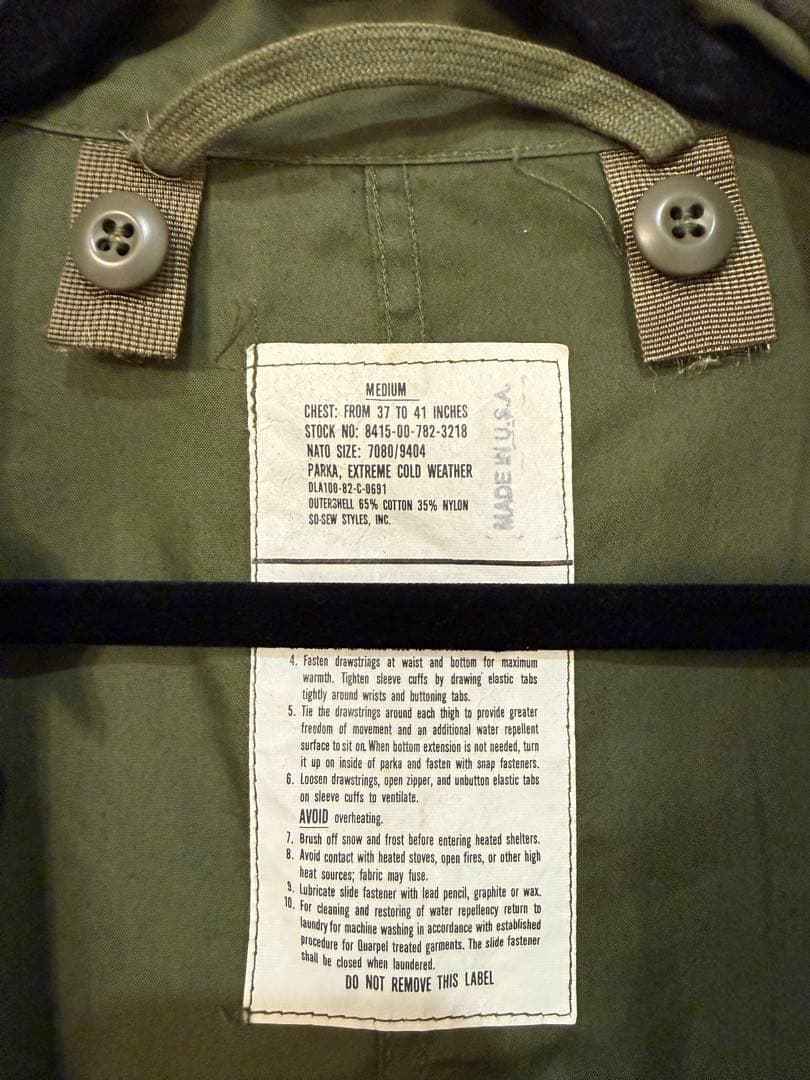 MEDIUM
CHEST: FROM 37 TO 41 INCHES
STOCK NO: 8415-00-782-3218
NATO SIZE: 7080/9404
PARKA, EXTREME COLD WEATHER
DLA100-82-C-0691
OUTERSHELL 65% COTTON 35% NYLON
SO-SEW STYLES, INC.
MADE IN U.S.A.
4. Fasten drawstrings at waist and bottom for maximum
warmth. Tighten sleeve cuffs by drawing elastic tabs
tightly around wrists and buttoning tabs.
5. Tie the drawstrings around each thigh to provide greater
freedom of movement and an additional water repellent
surface to sit on. When bottom extension is not needed, turn
it up on inside of parka and fasten with snap fasteners.
6. Loosen drawstrings, open zipper, and unbutton elastic tabs
on sleeve cuffs to ventilate.
AVOID overheating.
7. Brush off snow and frost before entering heated shelters.
8. Avoid contact with heated stoves, open fires, or other high
heat sources; fabric may fuse.
9. Lubricate slide fastener with lead pencil, graphite or wax.
10. For cleaning and restoring of water repellency return to
laundry for machine washing in accordance with established
procedure for Quarpel treated garments. The slide fastener
shall be closed when laundered.
DO NOT REMOVE THIS LABEL